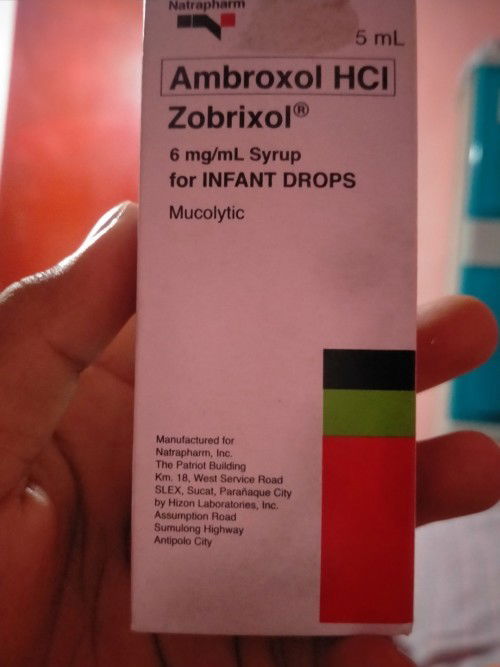 Natrapharm
5 mL
Ambroxol HCl
Zobrixol®
6 mg/mL Syrup
for INFANT DROPS
Mucolytic
Manufactured for
Natrapharm, Inc.
The Patriot Building
Km. 18, West Service Road
SLEX, Sucat, Parañaque City
by Hizon Laboratories, Inc.
Assumption Road
Sumulong Highway
Antipolo City